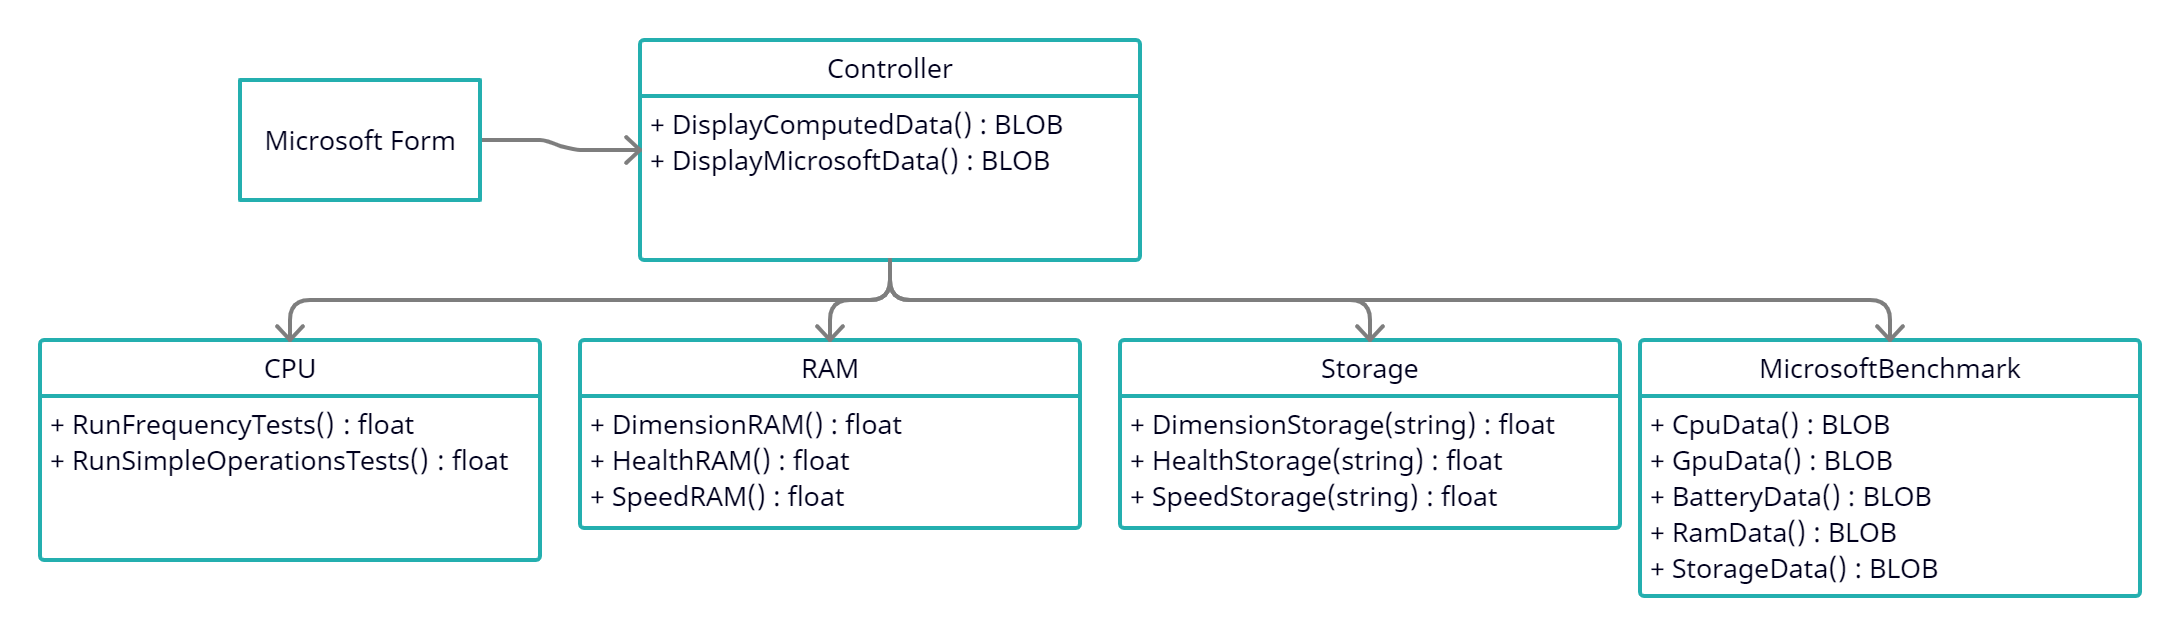 Controller
+ DisplayComputedData() : BLOB
+ DisplayMicrosoftData() : BLOB
Microsoft Form
CPU
+ RunFrequencyTests() : float
+ RunSimpleOperationsTests() : float
RAM
+ DimensionRAM() : float
+ HealthRAM() : float
+ SpeedRAM() : float
Storage
+ DimensionStorage(string) : float
+ HealthStorage(string) : float
+ SpeedStorage(string) : float
MicrosoftBenchmark
+ CpuData() : BLOB
+ GpuData() : BLOB
+ BatteryData() : BLOB
+ RamData() : BLOB
+ StorageData() : BLOB